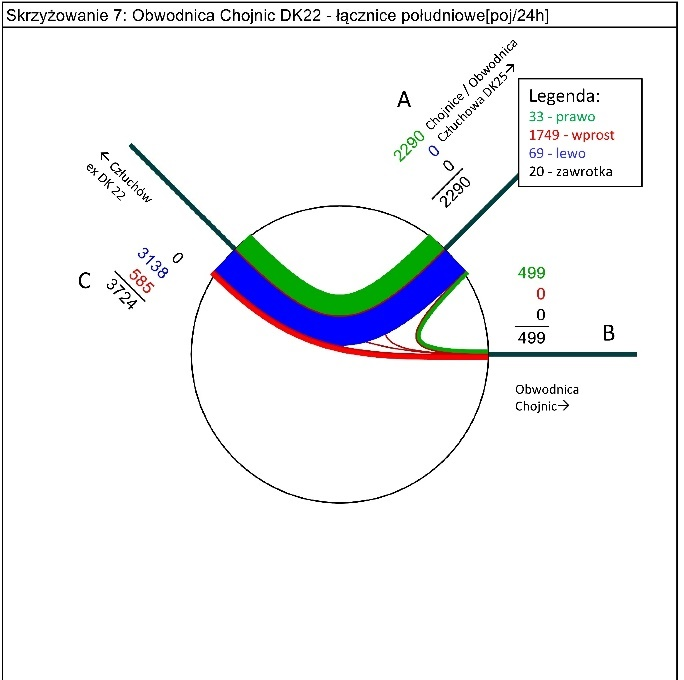 Skrzyżowanie 7: Obwodnica Chojnic DK22 - łącznice południowe[poj/24h]
A
2290
0
0
2290
Chojnice / Obwodnica
Człuchowa DK25→
Legenda:
33 - prawo
1749 - wprost
69 - lewo
20 - zawrotka
← Człuchów
ex DK 22
C
0
3138
585
3724
499
0
0
499
B
Obwodnica
Chojnic→